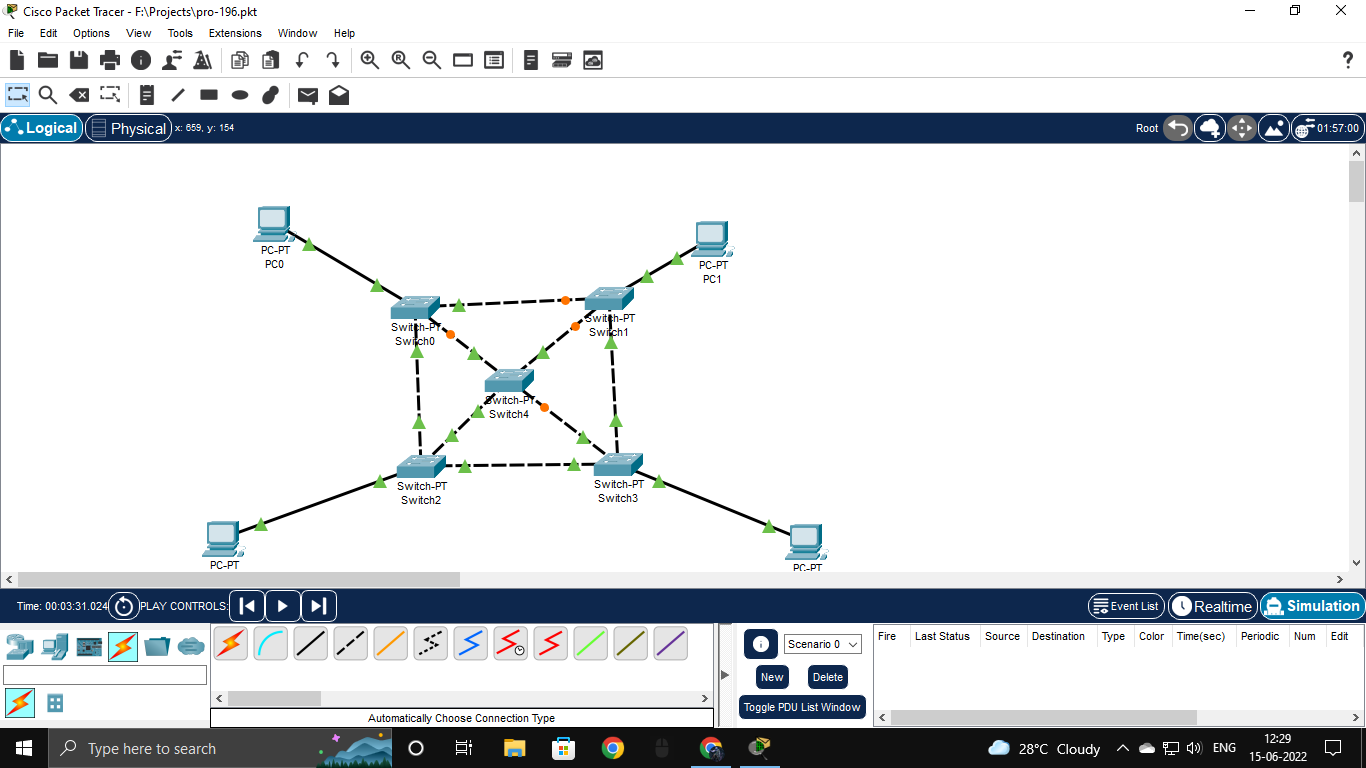 Cisco Packet Tracer - F:\Projects\pro-196.pkt
File Edit Options View Tools Extensions Window Help
Logical Physical x: 859, y: 154 Root 01:57:00
PC-PT
PC0
PC-PT
PC1
Switch-PT
Switch0
Switch-PT
Switch1
Switch-PT
Switch4
Switch-PT
Switch2
Switch-PT
Switch3
PC-PT
PC-PT
Time: 00:03:31.024 PLAY CONTROLS: Event List Realtime Simulation
Scenario 0
New Delete
Toggle PDU List Window
Fire Last Status Source Destination Type Color Time(sec) Periodic Num Edit
Automatically Choose Connection Type
Type here to search
28°C Cloudy ENG
12:29
15-06-2022